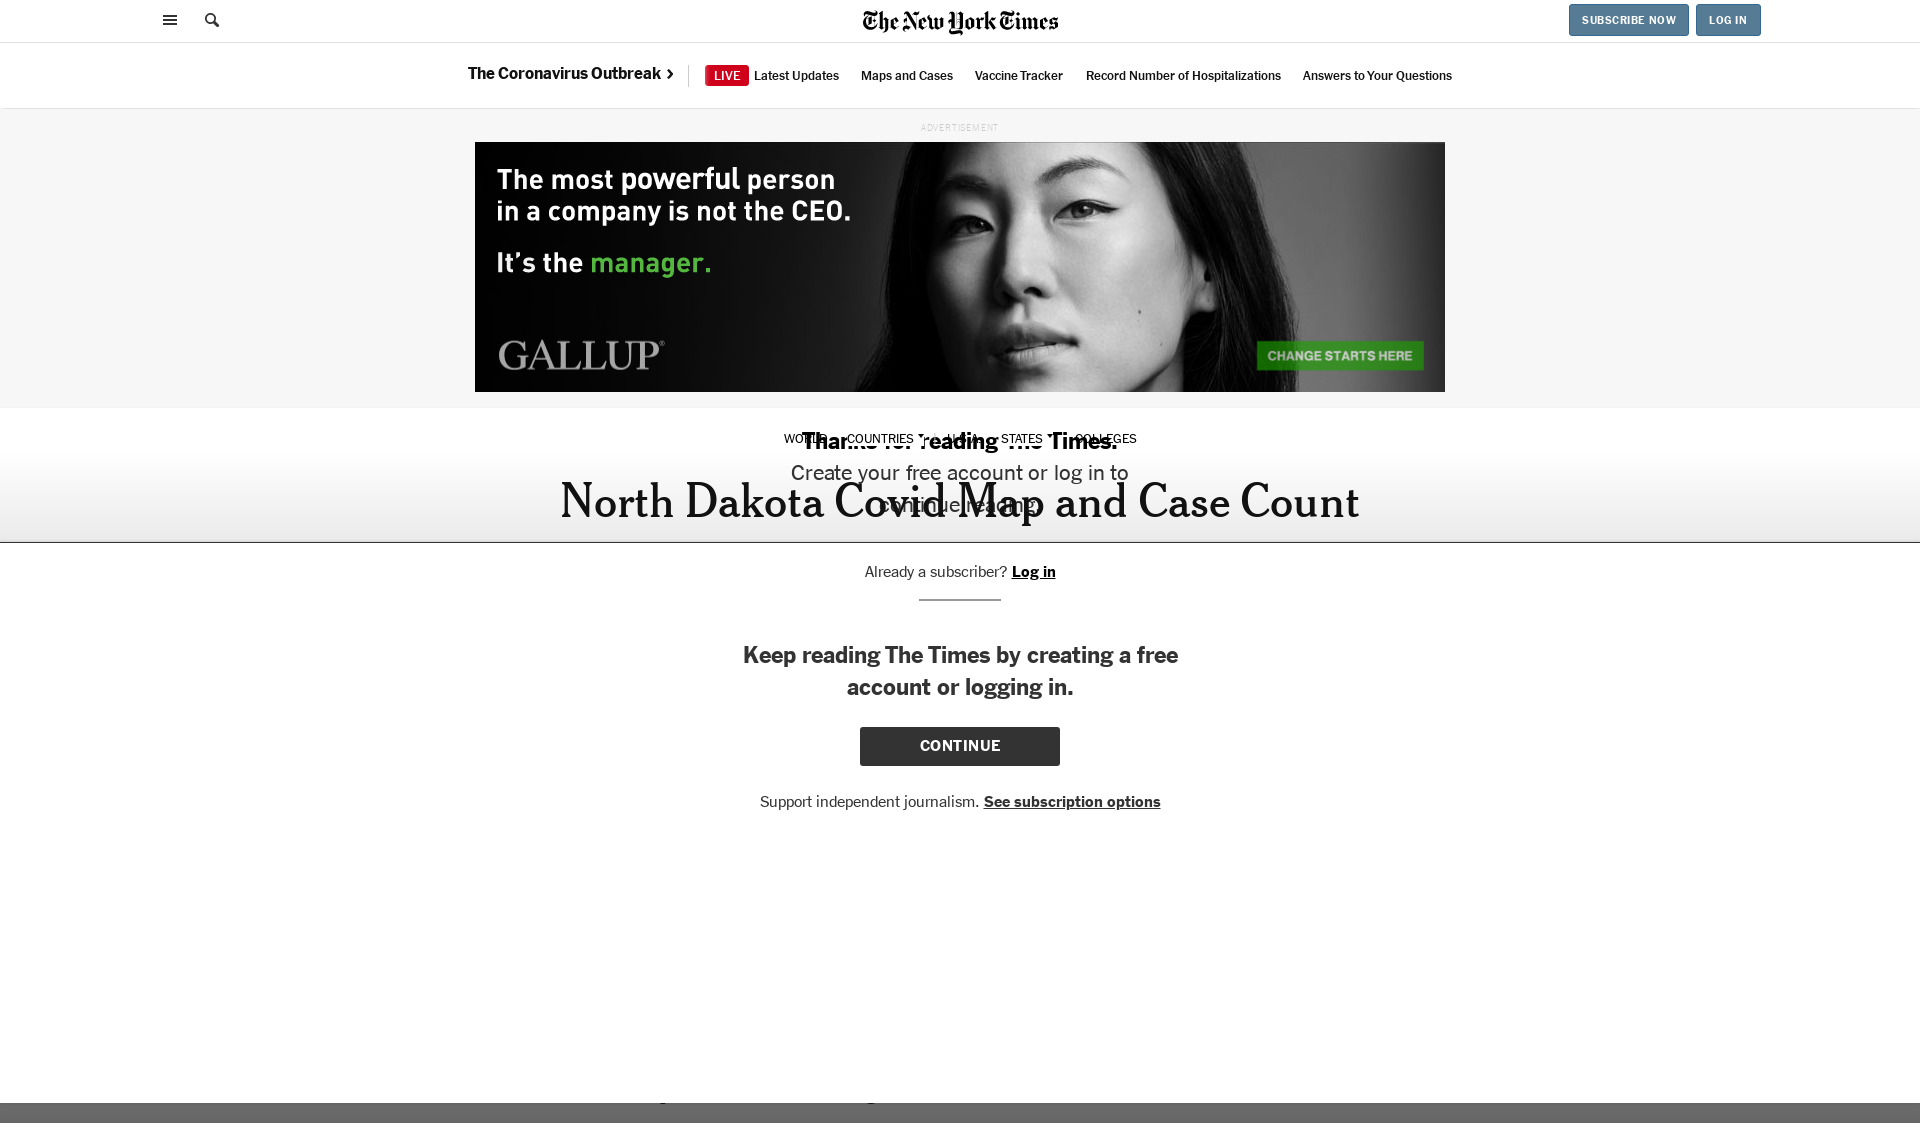 The New York Times
SUBSCRIBE NOW
LOG IN
The Coronavirus Outbreak
LIVE Latest Updates
Maps and Cases
Vaccine Tracker
Record Number of Hospitalizations
Answers to Your Questions
ADVERTISEMENT
The most powerful person
in a company is not the CEO.
It's the manager.
GALLUP®
CHANGE STARTS HERE
WORLD
COUNTRIES
U.S.A.
STATES
COLLEGES
Thanks for reading The Times.
Create your free account or log in to
continue reading.
North Dakota Covid Map and Case Count
Already a subscriber? Log in
Keep reading The Times by creating a free
account or logging in.
CONTINUE
Support independent journalism. See subscription options